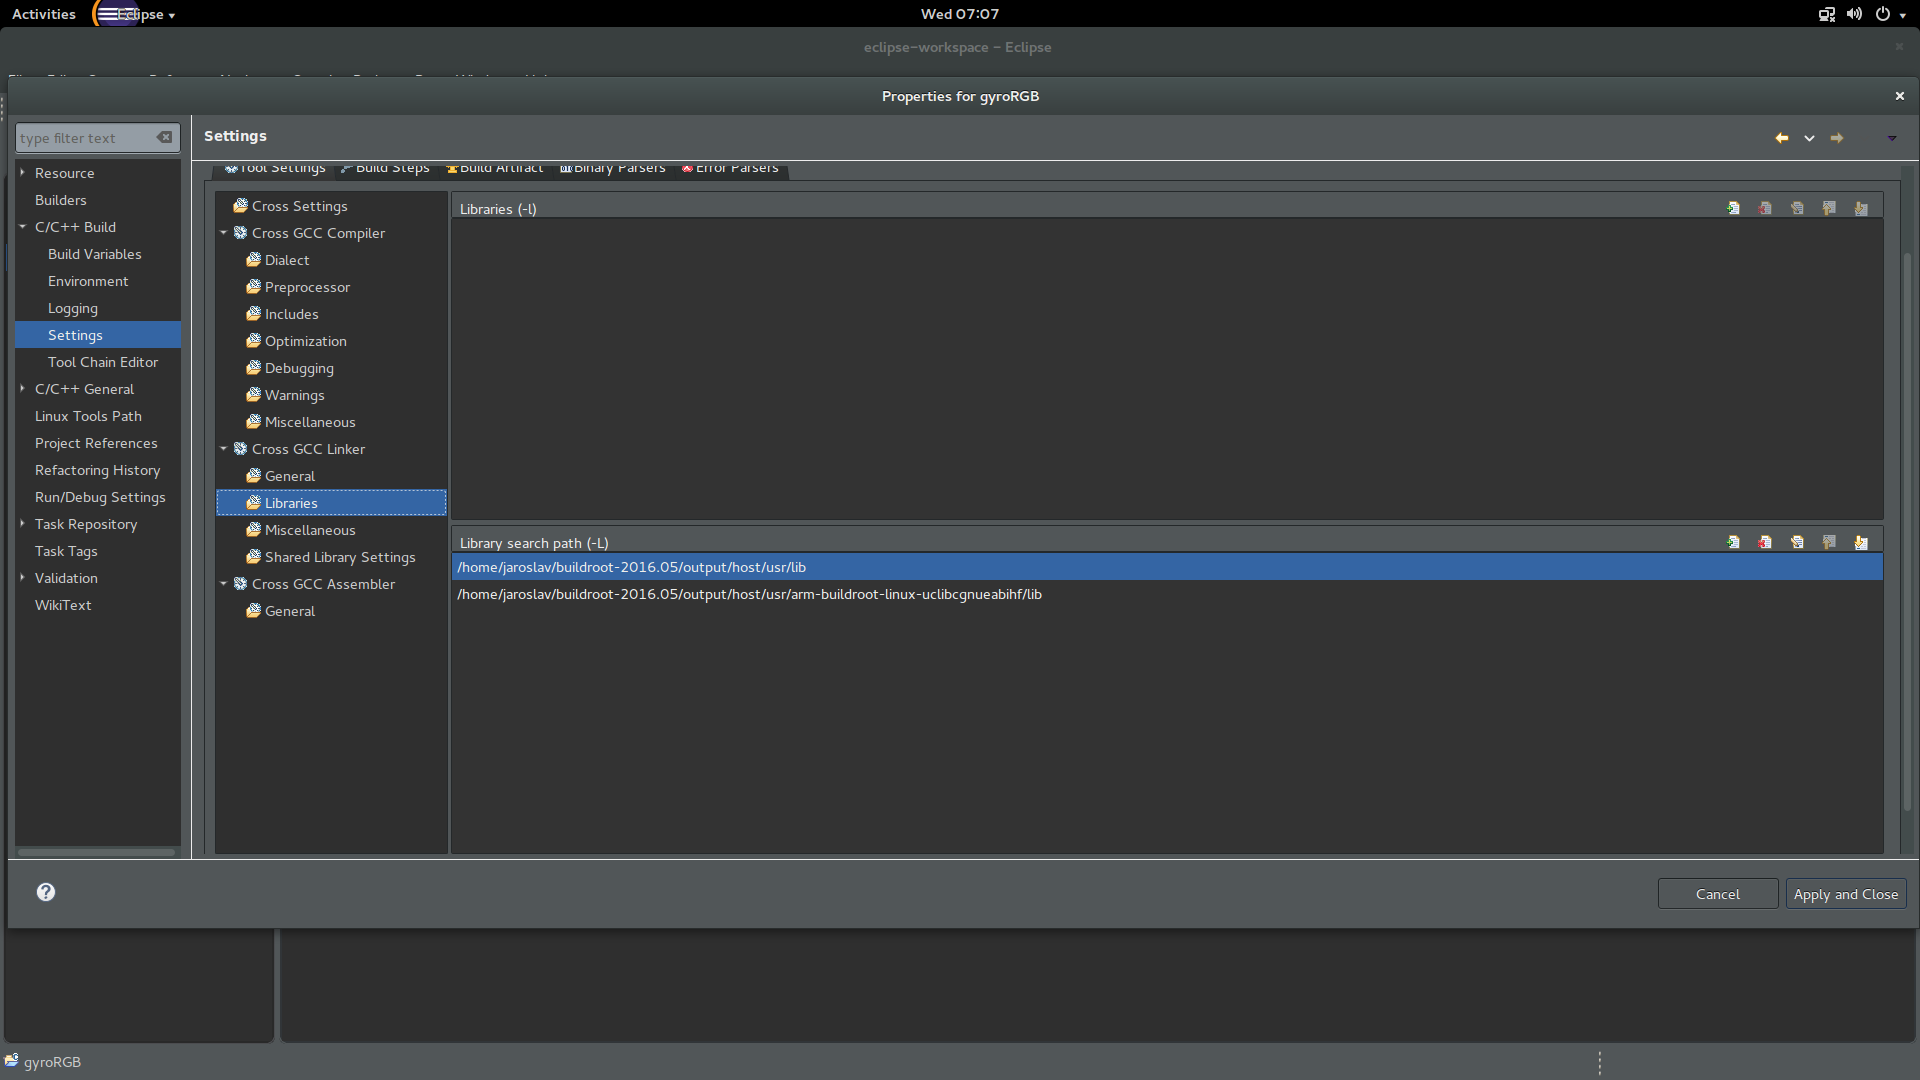 Activities
Eclipse
Wed 07:07
eclipse-workspace - Eclipse
Properties for gyroRGB
type filter text
Settings
Resource
Builders
C/C++ Build
Build Variables
Environment
Logging
Settings
Tool Chain Editor
C/C++ General
Linux Tools Path
Project References
Refactoring History
Run/Debug Settings
Task Repository
Task Tags
Validation
WikiText
Tool Settings
Build Steps
Build Artifact
Binary Parsers
Error Parsers
Cross Settings
Cross GCC Compiler
Dialect
Preprocessor
Includes
Optimization
Debugging
Warnings
Miscellaneous
Cross GCC Linker
General
Libraries
Miscellaneous
Shared Library Settings
Cross GCC Assembler
General
Libraries (-l)
Library search path (-L)
/home/jaroslav/buildroot-2016.05/output/host/usr/lib
/home/jaroslav/buildroot-2016.05/output/host/usr/arm-buildroot-linux-uclibcgnueabihf/lib
Cancel
Apply and Close
gyroRGB